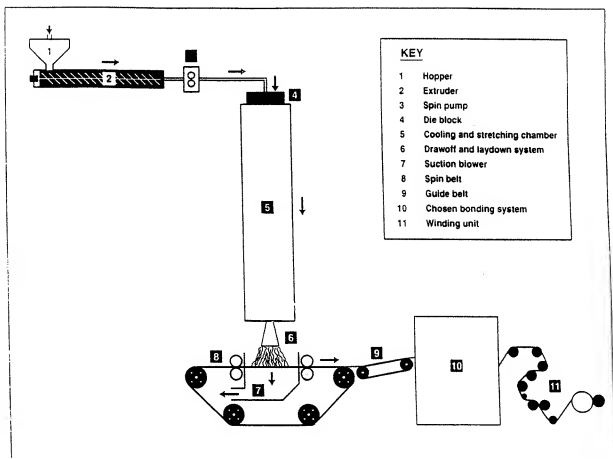 1
2
4
5
6
8
7
9
10
11
KEY
1 Hopper
2 Extruder
3 Spin pump
4 Die block
5 Cooling and stretching chamber
6 Drawoff and laydown system
7 Suction blower
8 Spin belt
9 Guide belt
10 Chosen bonding system
11 Winding unit